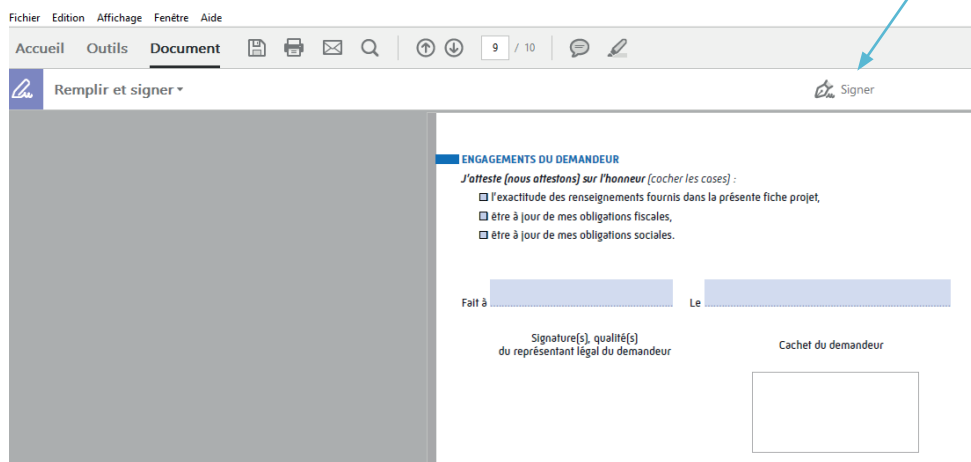 Fichier Edition Affichage Fenêtre Aide
Accueil Outils Document 9 / 10
Remplir et signer Signer
ENGAGEMENTS DU DEMANDEUR
J'atteste (nous attestons) sur l'honneur (cocher les cases) :
l'exactitude des renseignements fournis dans la présente fiche projet,
être à jour de mes obligations fiscales,
être à jour de mes obligations sociales.
Fait à Le
Signature(s), qualité(s)
du représentant légal du demandeur
Cachet du demandeur